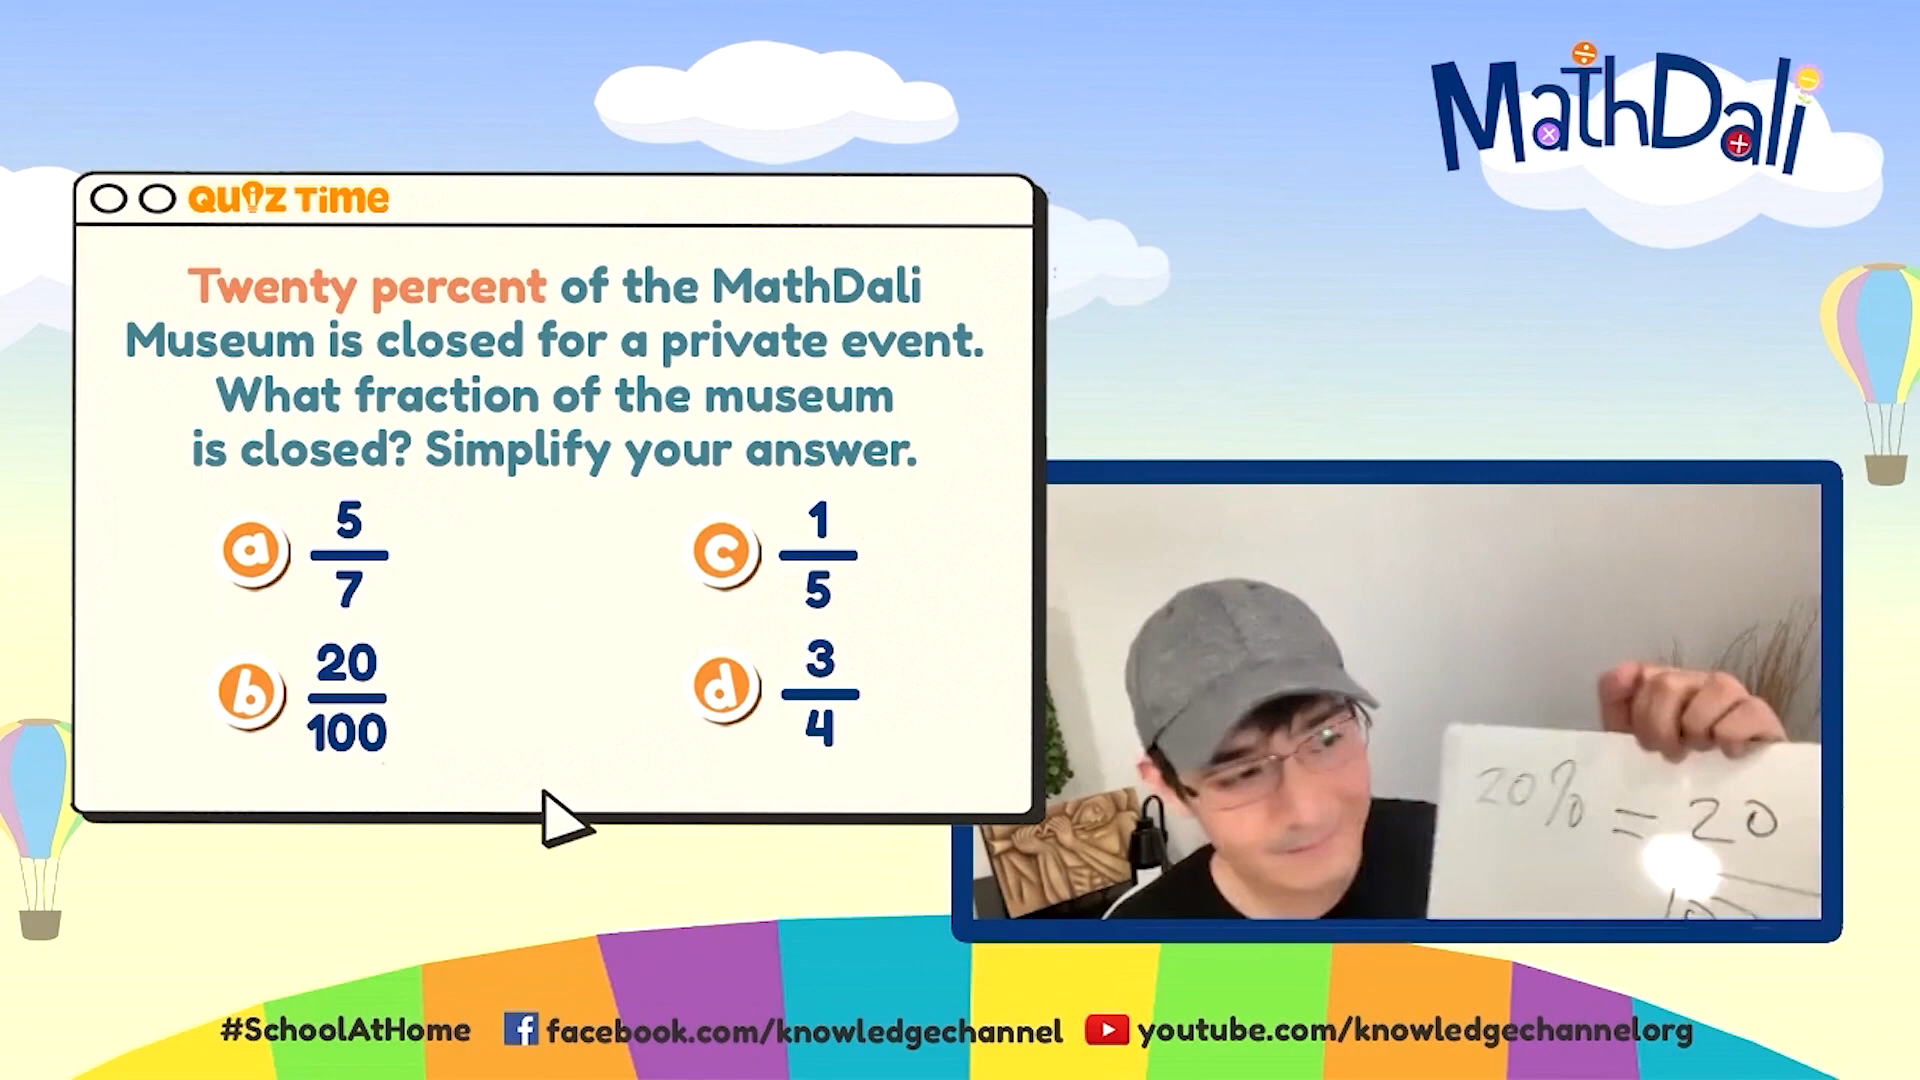 MathDali
Quiz Time
Twenty percent of the MathDali
Museum is closed for a private event.
What fraction of the museum
is closed? Simplify your answer.
a 5/7
b 20/100
c 1/5
d 3/4
20% = 20
#SchoolAtHome facebook.com/knowledgechannel youtube.com/knowledgechannelorg